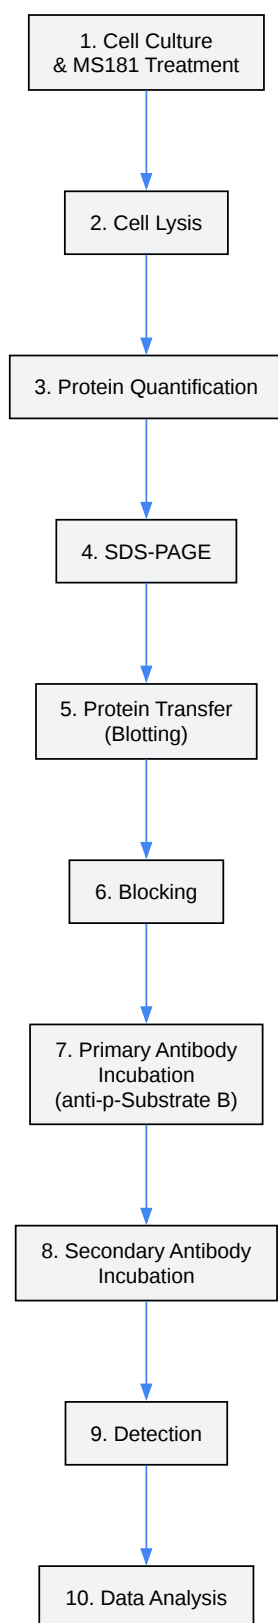 1. Cell Culture
& MS181 Treatment
2. Cell Lysis
3. Protein Quantification
4. SDS-PAGE
5. Protein Transfer
(Blotting)
6. Blocking
7. Primary Antibody
Incubation
(anti-p-Substrate B)
8. Secondary Antibody
Incubation
9. Detection
10. Data Analysis